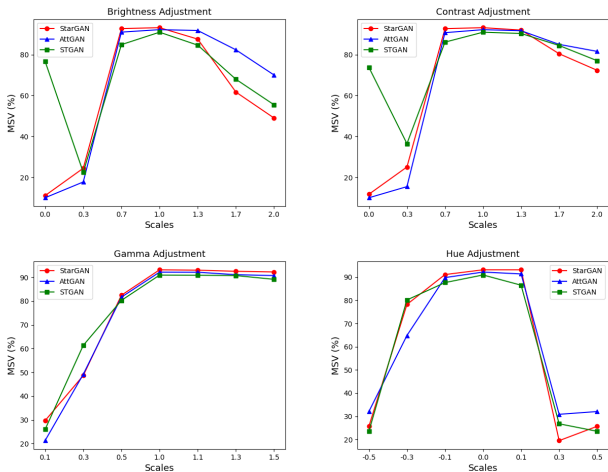 Brightness Adjustment
StarGAN
AttGAN
STGAN
MSV (%)
80
60
40
20
0.0 0.3 0.7 1.0 1.3 1.7 2.0
Scales
Contrast Adjustment
StarGAN
AttGAN
STGAN
MSV (%)
80
60
40
20
0.0 0.3 0.7 1.0 1.3 1.7 2.0
Scales
Gamma Adjustment
StarGAN
AttGAN
STGAN
MSV (%)
90
80
70
60
50
40
30
20
0.1 0.3 0.5 1.0 1.1 1.3 1.5
Scales
Hue Adjustment
StarGAN
AttGAN
STGAN
MSV (%)
90
80
70
60
50
40
30
20
-0.5 -0.3 -0.1 0.0 0.1 0.3 0.5
Scales